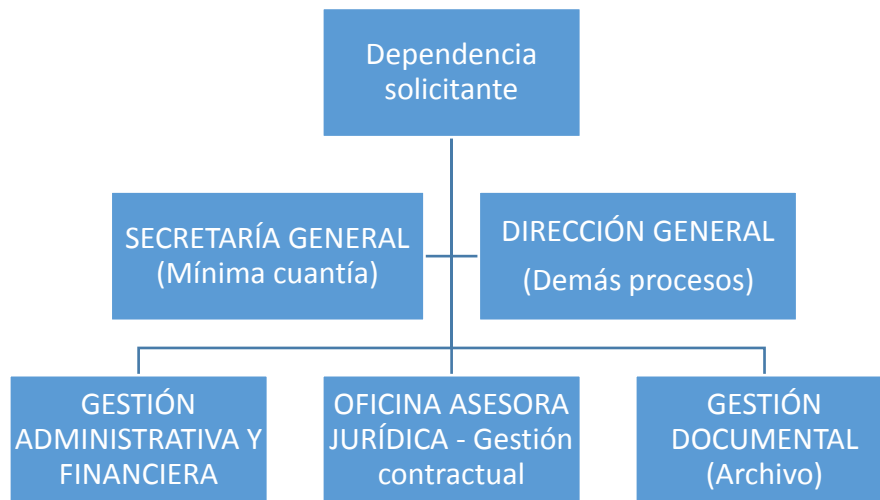 Dependencia
solicitante
SECRETARÍA GENERAL
(Mínima cuantía)
DIRECCIÓN GENERAL
(Demás procesos)
GESTIÓN
ADMINISTRATIVA Y
FINANCIERA
OFICINA ASESORA
JURÍDICA - Gestión
contractual
GESTIÓN
DOCUMENTAL
(Archivo)